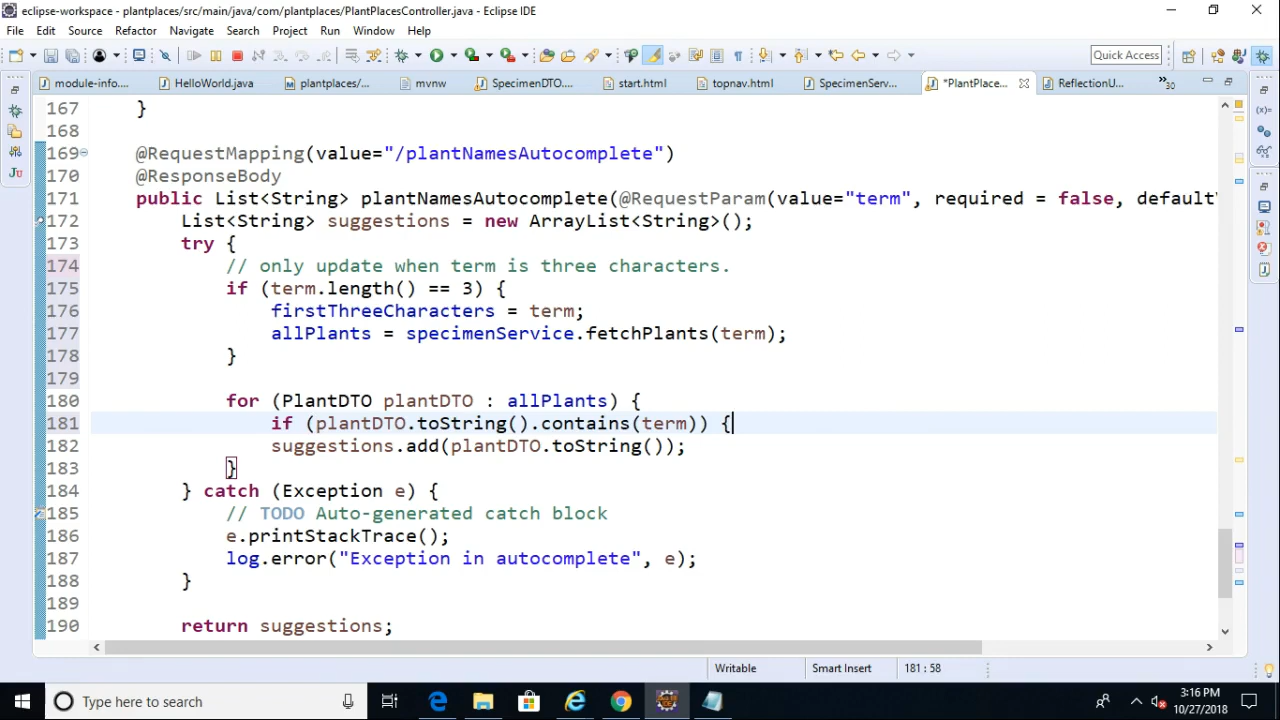 eclipse-workspace - plantplaces/src/main/java/com/plantplaces/PlantPlacesController.java - Eclipse IDE
File Edit Source Refactor Navigate Search Project Run Window Help
Quick Access
module-info.... HelloWorld.java plantplaces/... mvnw SpecimenDTO.... start.html topnav.html SpecimenServ... *PlantPlace... ReflectionU... 30
167 }
168
169 @RequestMapping(value="/plantNamesAutocomplete")
170 @ResponseBody
171 public List<String> plantNamesAutocomplete(@RequestParam(value="term", required = false, default
172 List<String> suggestions = new ArrayList<String>();
173 try {
174 // only update when term is three characters.
175 if (term.length() == 3) {
176 firstThreeCharacters = term;
177 allPlants = specimenService.fetchPlants(term);
178 }
179
180 for (PlantDTO plantDTO : allPlants) {
181 if (plantDTO.toString().contains(term)) {
182 suggestions.add(plantDTO.toString());
183 }
184 } catch (Exception e) {
185 // TODO Auto-generated catch block
186 e.printStackTrace();
187 log.error("Exception in autocomplete", e);
188 }
189
190 return suggestions;
Writable Smart Insert 181 : 58
Type here to search
3:16 PM
10/27/2018